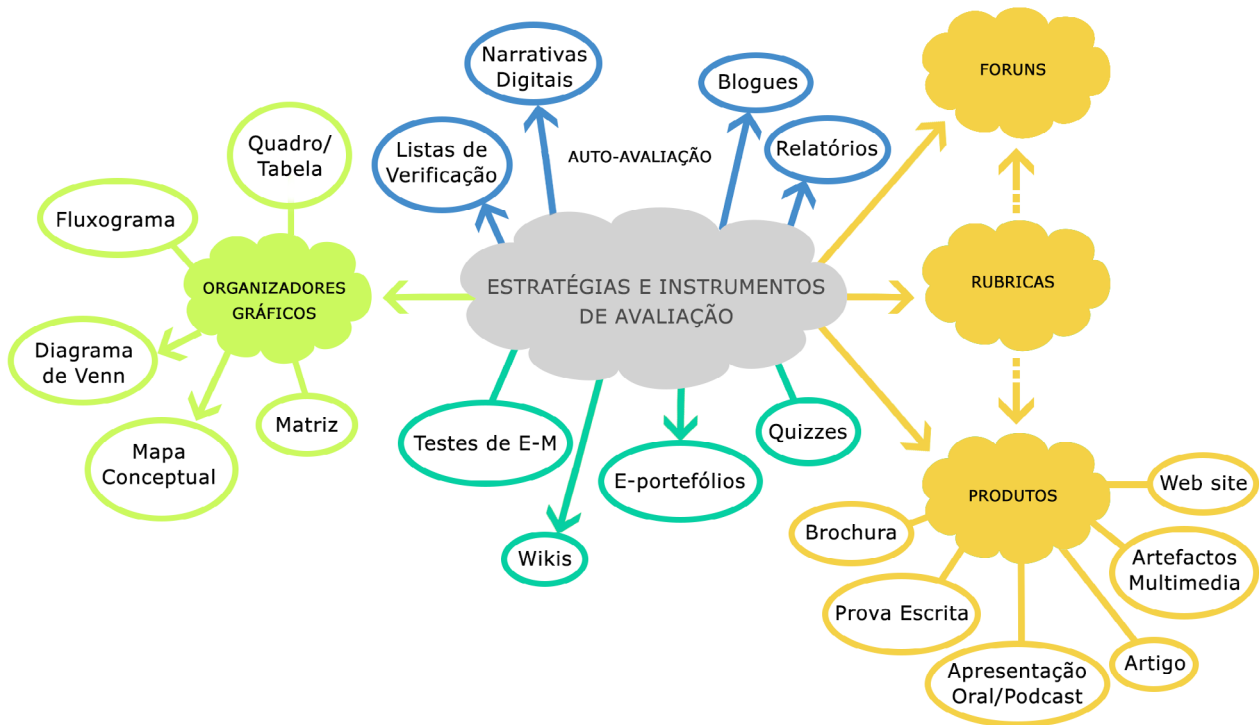 Narrativas
Digitais
Blogues
FORUNS
Quadro/
Tabela
Listas de
Verificação
AUTO-AVALIAÇÃO
Relatórios
Fluxograma
ORGANIZADORES
GRÁFICOS
ESTRATÉGIAS E INSTRUMENTOS
DE AVALIAÇÃO
RUBRICAS
Diagrama
de Venn
Mapa
Conceptual
Matriz
Testes de E-M
Wikis
E-portefólios
Quizzes
PRODUTOS
Web site
Brochura
Artefactos
Multimedia
Prova Escrita
Apresentação
Oral/Podcast
Artigo